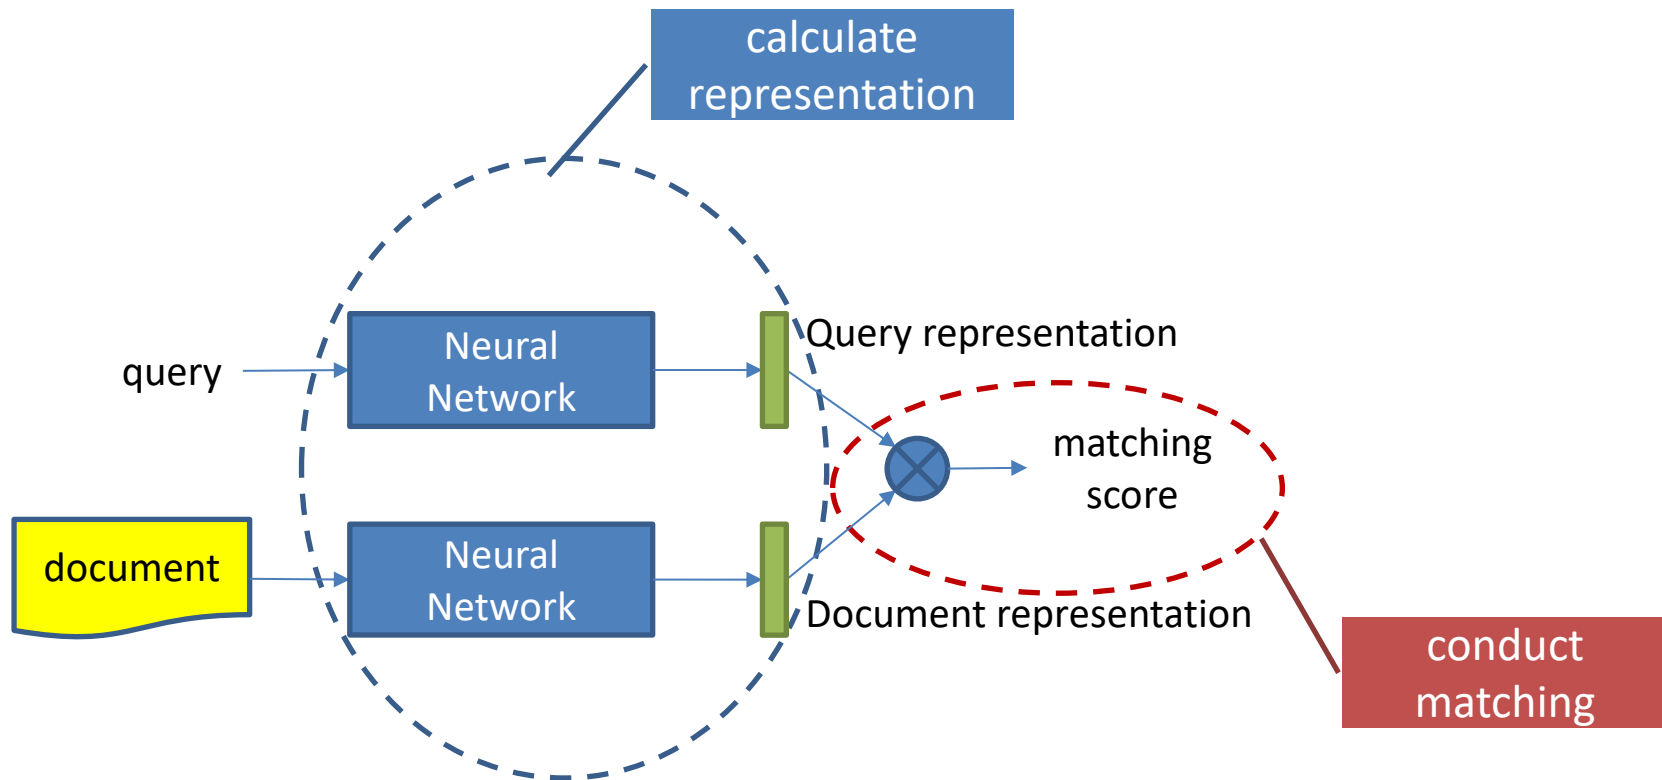 calculate
representation
Neural
Network
Query representation
query
matching
score
document
Neural
Network
Document representation
conduct
matching